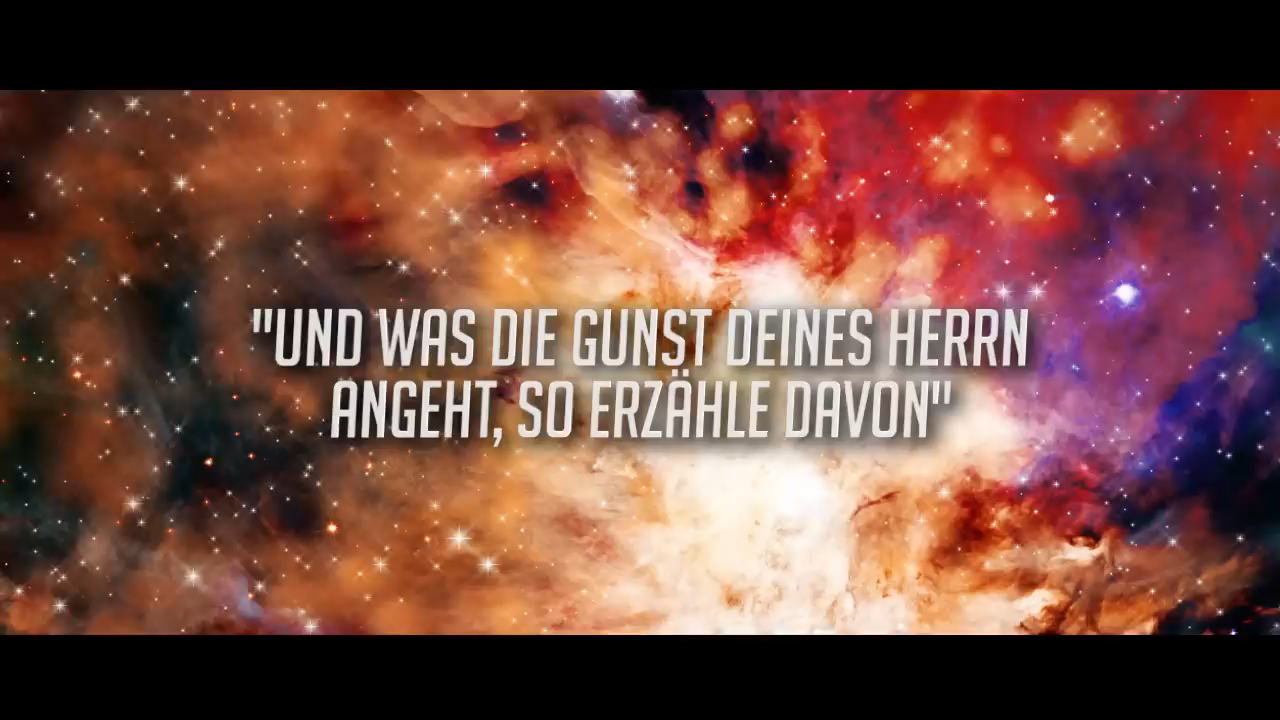 "UND WAS DIE GUNST DEINES HERRN
ANGEHT, SO ERZÄHLE DAVON"